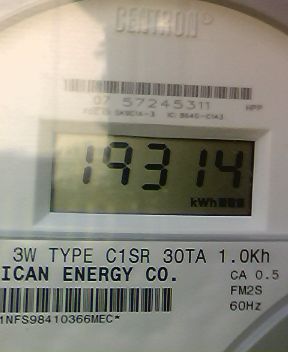 CENTRON®
07 57245311 HPP
19314
kWh
3W TYPE C1SR 30TA 1.0Kh
ICAN ENERGY CO. CA 0.5
FM2S
60Hz
1NFS98410366MEC*